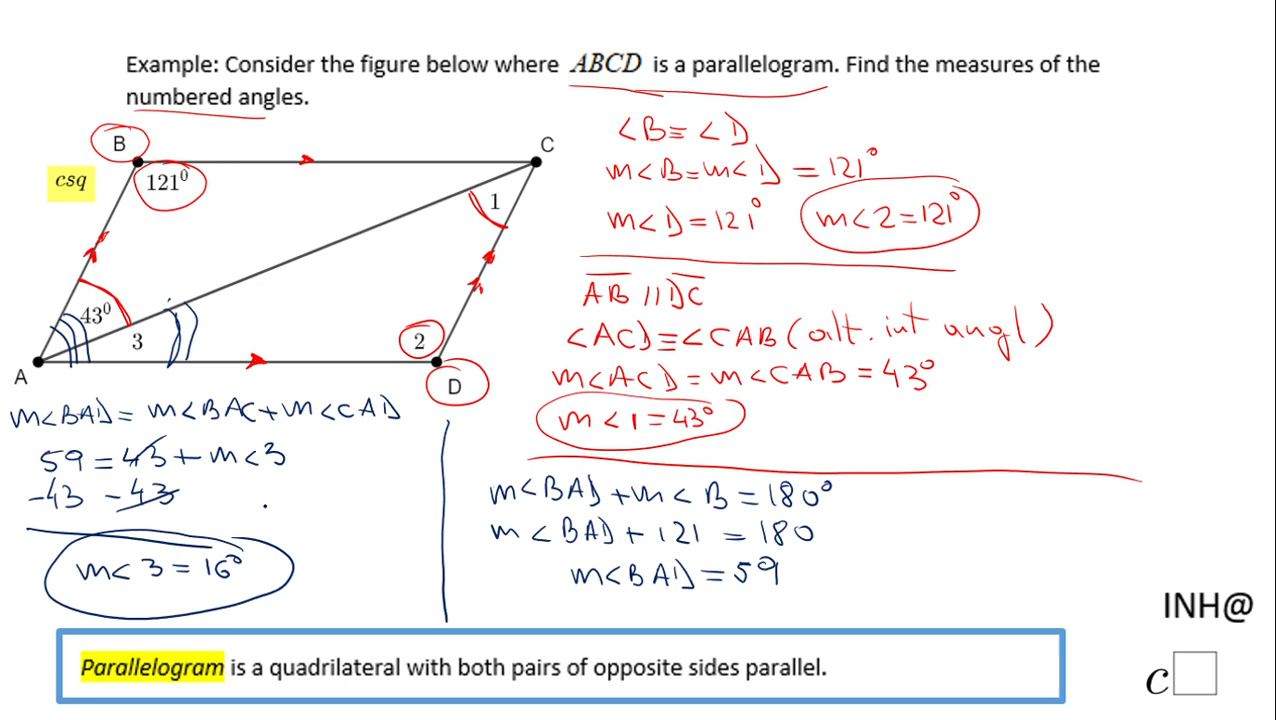 Example: Consider the figure below where ABCD is a parallelogram. Find the measures of the
numbered angles.
B
C
csq
121⁰
1
43⁰
3
2
A
D
<B≡<D
m<B=m<D=121°
m<D=121°
m<2=121°
AB//DC
<ACD≡<CAB(alt. int angl)
m<ACD=m<CAB=43°
m<1=43°
m<BAD=m<BAC+m<CAD
59=43+m<3
-43 -43
m<3=16°
m<BAD+m<B=180°
m<BAD+121=180
m<BAD=59
INH@
Parallelogram is a quadrilateral with both pairs of opposite sides parallel.
c